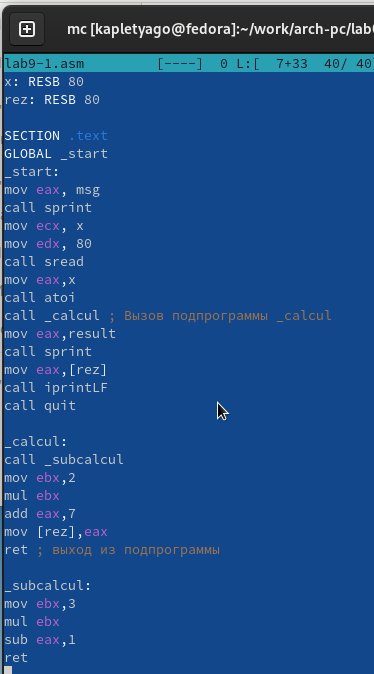 mc [kapletyago@fedora]:~/work/arch-pc/lab
lab9-1.asm [----] 0 L:[ 7+33 40/ 40]
x: RESB 80
rez: RESB 80
SECTION .text
GLOBAL _start
_start:
mov eax, msg
call sprint
mov ecx, x
mov edx, 80
call sread
mov eax,x
call atoi
call _calcul ; Вызов подпрограммы _calcul
mov eax,result
call sprint
mov eax,[rez]
call iprintLF
call quit
_calcul:
call _subcalcul
mov ebx,2
mul ebx
add eax,7
mov [rez],eax
ret ; выход из подпрограммы
_subcalcul:
mov ebx,3
mul ebx
sub eax,1
ret